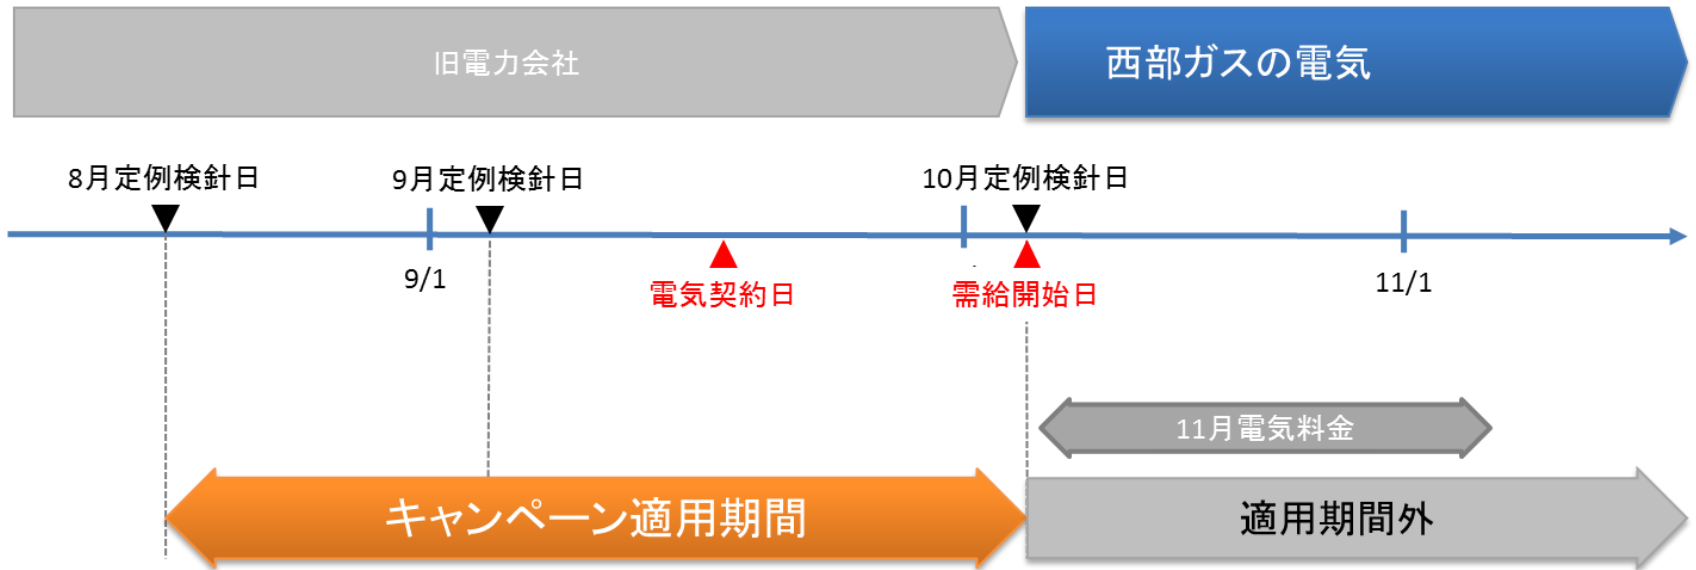 旧電力会社
西部ガスの電気
8月定例検針日
9月定例検針日
10月定例検針日
9/1
電気契約日
需給開始日
11/1
11月電気料金
キャンペーン適用期間
適用期間外